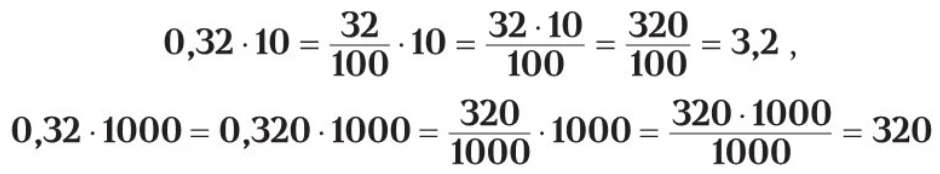 0,32 · 10 = 32/100 · 10 = (32 · 10)/100 = 320/100 = 3,2 ,
0,32 · 1000 = 0,320 · 1000 = 320/1000 · 1000 = (320 · 1000)/1000 = 320